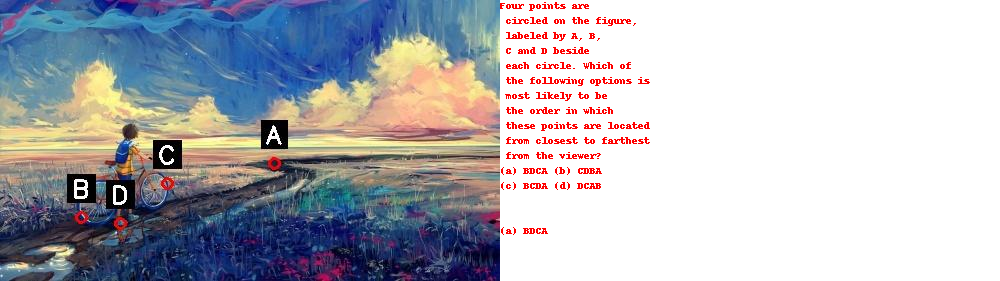 A
C
B
D
Four points are
circled on the figure,
labeled by A, B,
C and D beside
each circle. Which of
the following options is
most likely to be
the order in which
these points are located
from closest to farthest
from the viewer?
(a) BDCA (b) CDBA
(c) BCDA (d) DCAB
(a) BDCA